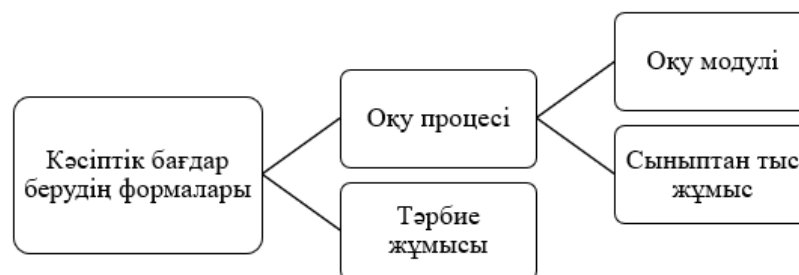 Кәсіптік бағдар
берудің формалары
Оқу процесі
Тәрбие
жұмысы
Оқу модулі
Сыныптан тыс
жұмыс